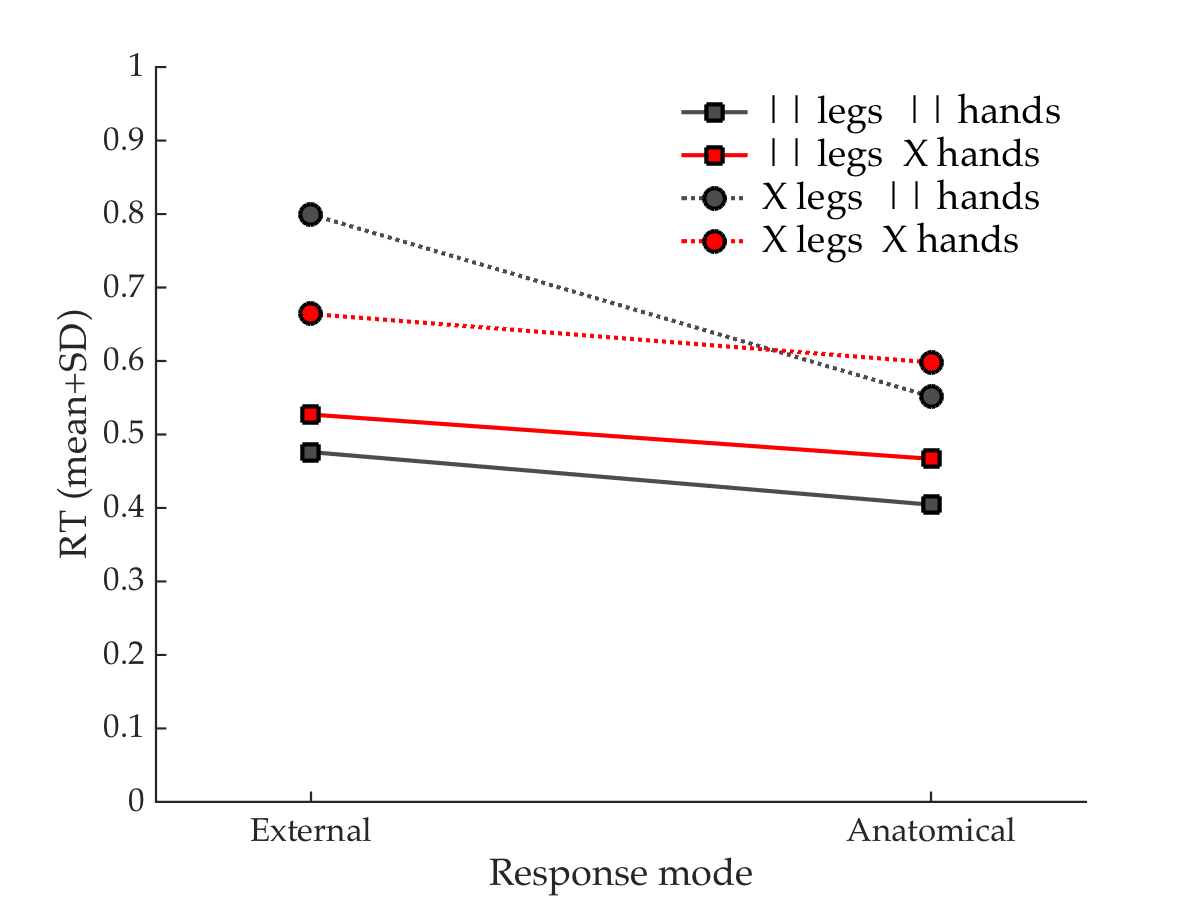 1
0.9
0.8
0.7
0.6
0.5
0.4
0.3
0.2
0.1
0
RT (mean+SD)
| | legs | | hands
| | legs X hands
X legs | | hands
X legs X hands
External
Anatomical
Response mode